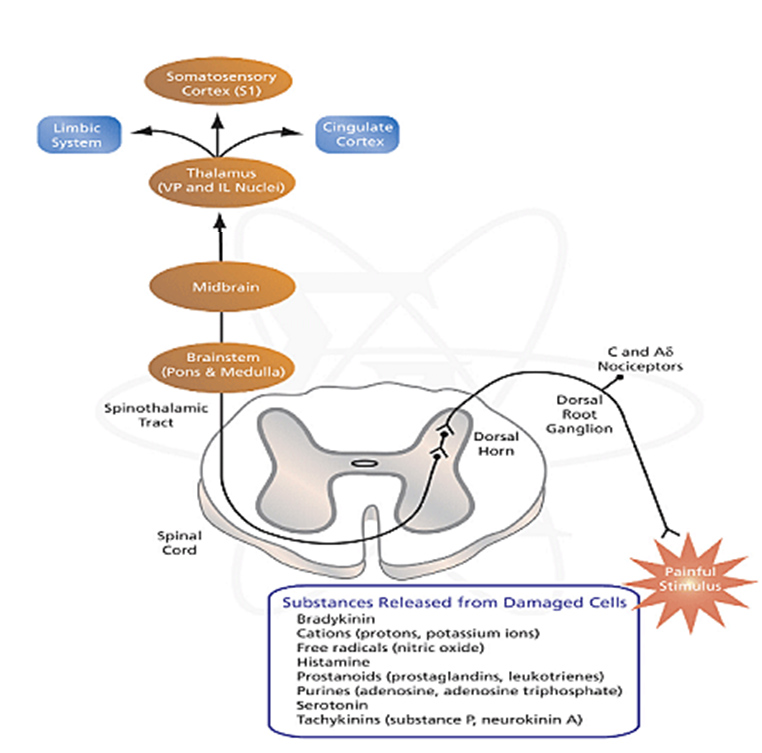 Somatosensory
Cortex (S1)
Limbic
System
Cingulate
Cortex
Thalamus
(VP and IL Nuclei)
Midbrain
Brainstem
(Pons & Medulla)
C and Aδ
Nociceptors
Spinothalamic
Tract
Dorsal
Root
Ganglion
Dorsal
Horn
Spinal
Cord
Painful
Stimulus
Substances Released from Damaged Cells
Bradykinin
Cations (protons, potassium ions)
Free radicals (nitric oxide)
Histamine
Prostanoids (prostaglandins, leukotrienes)
Purines (adenosine, adenosine triphosphate)
Serotonin
Tachykinins (substance P, neurokinin A)